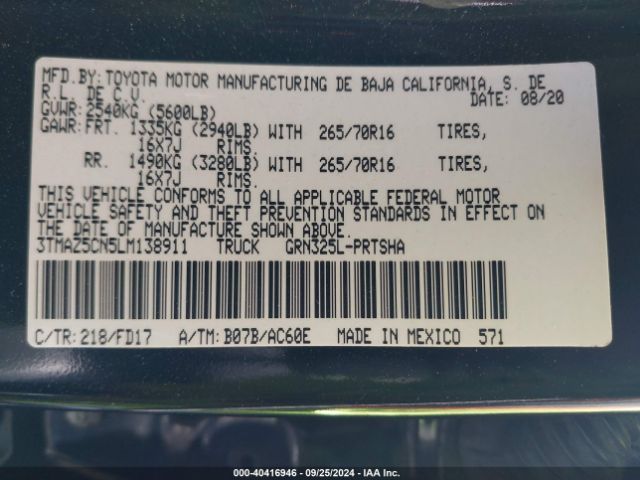 MFD. BY: TOYOTA MOTOR MANUFACTURING DE BAJA CALIFORNIA, S. DE
R.L. DE C.V. DATE: 08/20
GVWR: 2540KG (5600LB)
GAWR: FRT. 1335KG (2940LB) WITH 265/70R16 TIRES,
16X7J RIMS.
RR. 1490KG (3280LB) WITH 265/70R16 TIRES,
16X7J RIMS.
THIS VEHICLE CONFORMS TO ALL APPLICABLE FEDERAL MOTOR
VEHICLE SAFETY AND THEFT PREVENTION STANDARDS IN EFFECT ON
THE DATE OF MANUFACTURE SHOWN ABOVE.
3TMAZ5CN5LM138911 TRUCK GRN325L-PRTSHA
C/TR: 218/FD17 A/TM: B07B/AC60E MADE IN MEXICO 571
000-40416946 / 09/25/2024 / IAA Inc.